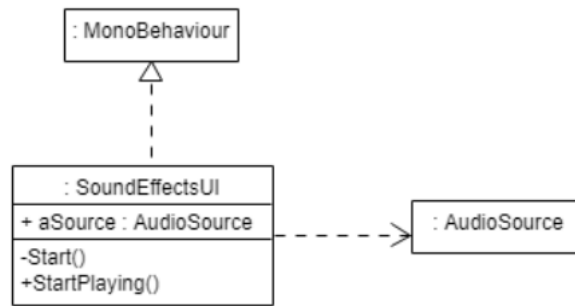 : MonoBehaviour
: SoundEffectsUI
+ aSource : AudioSource
-Start()
+StartPlaying()
: AudioSource